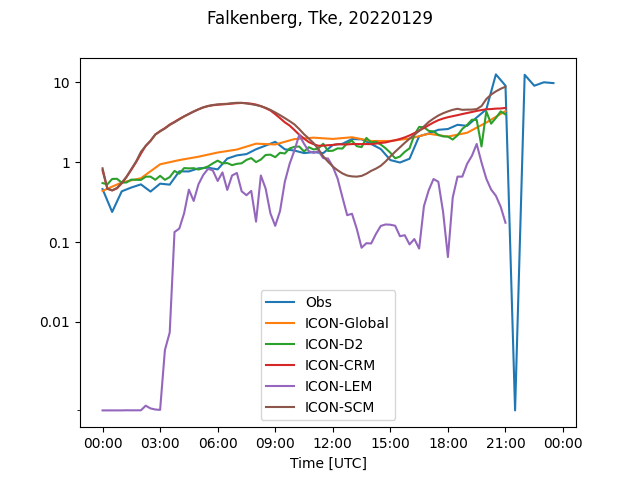 Falkenberg, Tke, 20220129
10
1
0.1
0.01
Obs
ICON-Global
ICON-D2
ICON-CRM
ICON-LEM
ICON-SCM
00:00 03:00 06:00 09:00 12:00 15:00 18:00 21:00 00:00
Time [UTC]